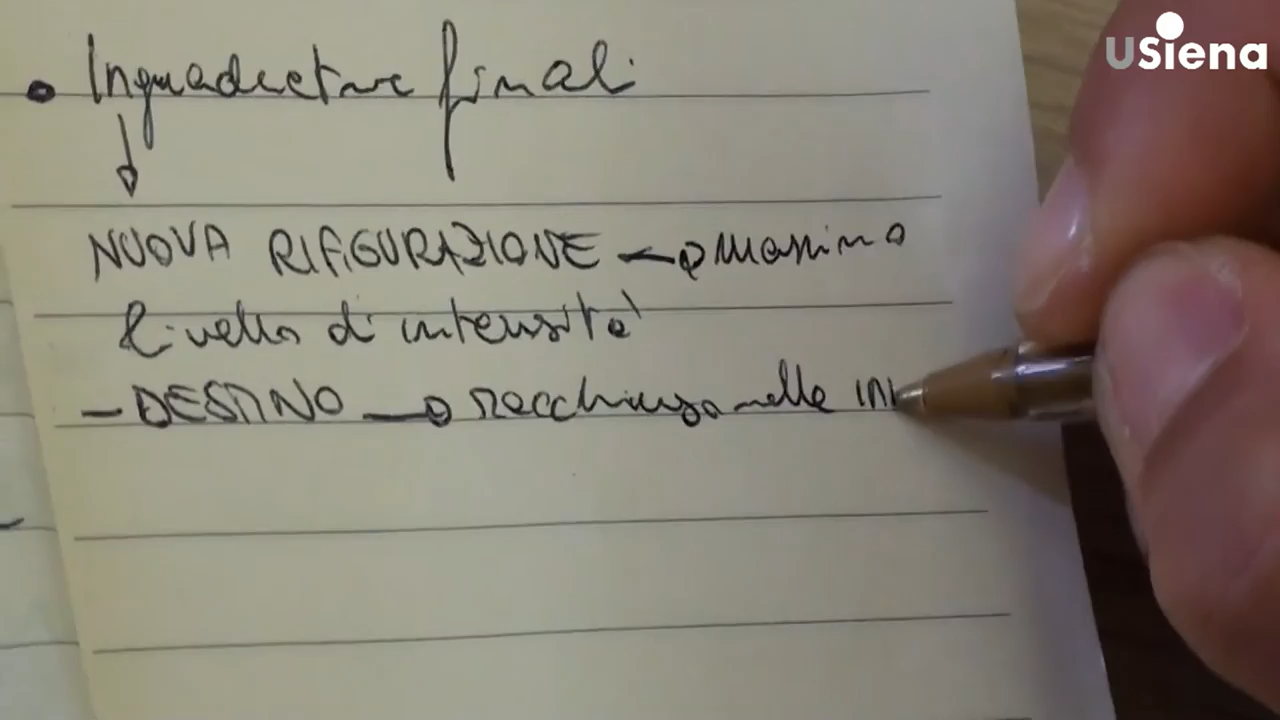 USiena
• Inquadrature finali
↓
NUOVA RIFIGURAZIONE → Massimo
livello di intensità
- DESTINO → racchiuso nelle